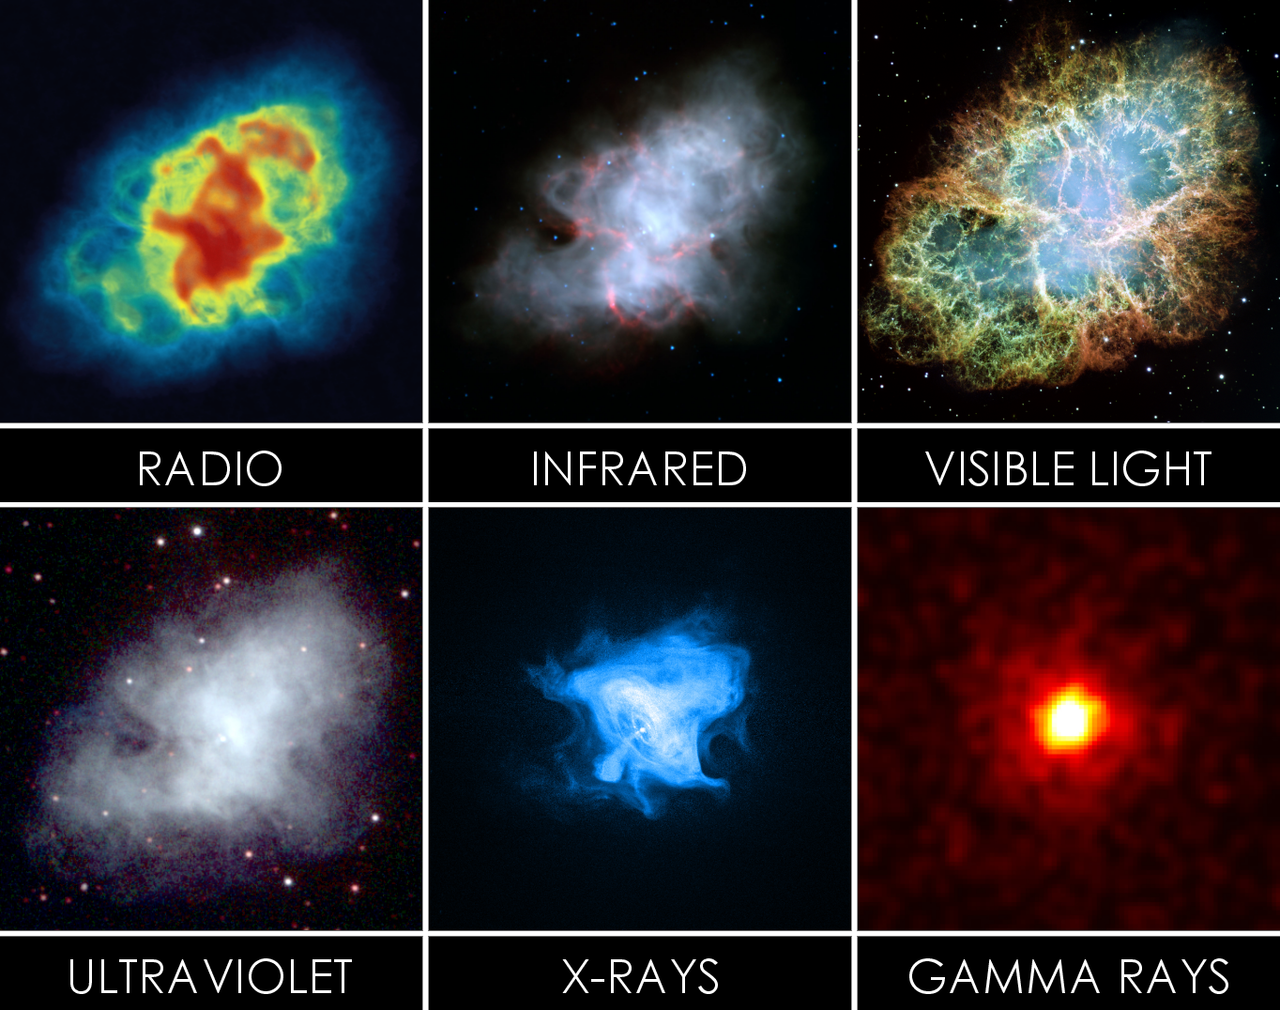 RADIO
INFRARED
VISIBLE LIGHT
ULTRAVIOLET
X-RAYS
GAMMA RAYS